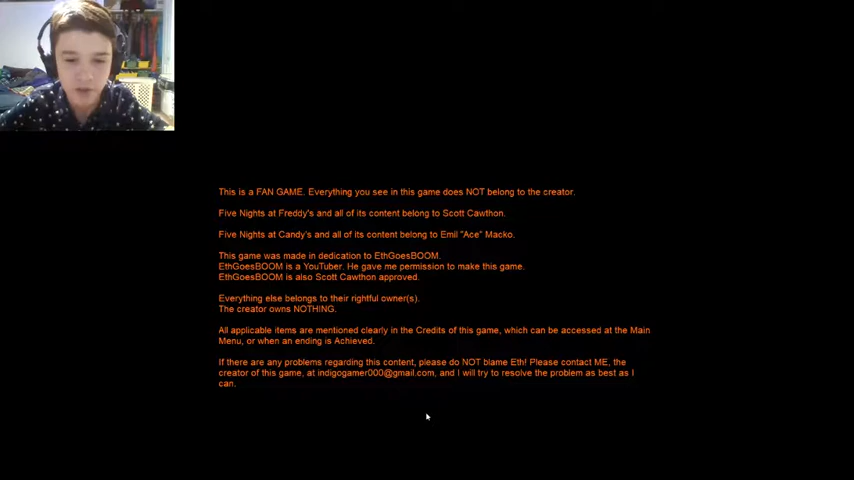 This is a FAN GAME. Everything you see in this game does NOT belong to the creator.
Five Nights at Freddy's and all of its content belong to Scott Cawthon.
Five Nights at Candy's and all of its content belong to Emil "Ace" Macko.
This game was made in dedication to EthGoesBOOM.
EthGoesBOOM is a YouTuber. He gave me permission to make this game.
EthGoesBOOM is also Scott Cawthon approved.
Everything else belongs to their rightful owner(s).
The creator owns NOTHING.
All applicable items are mentioned clearly in the Credits of this game, which can be accessed at the Main
Menu, or when an ending is Achieved.
If there are any problems regarding this content, please do NOT blame Eth! Please contact ME, the
creator of this game, at indigogamer000@gmail.com, and I will try to resolve the problem as best as I
can.